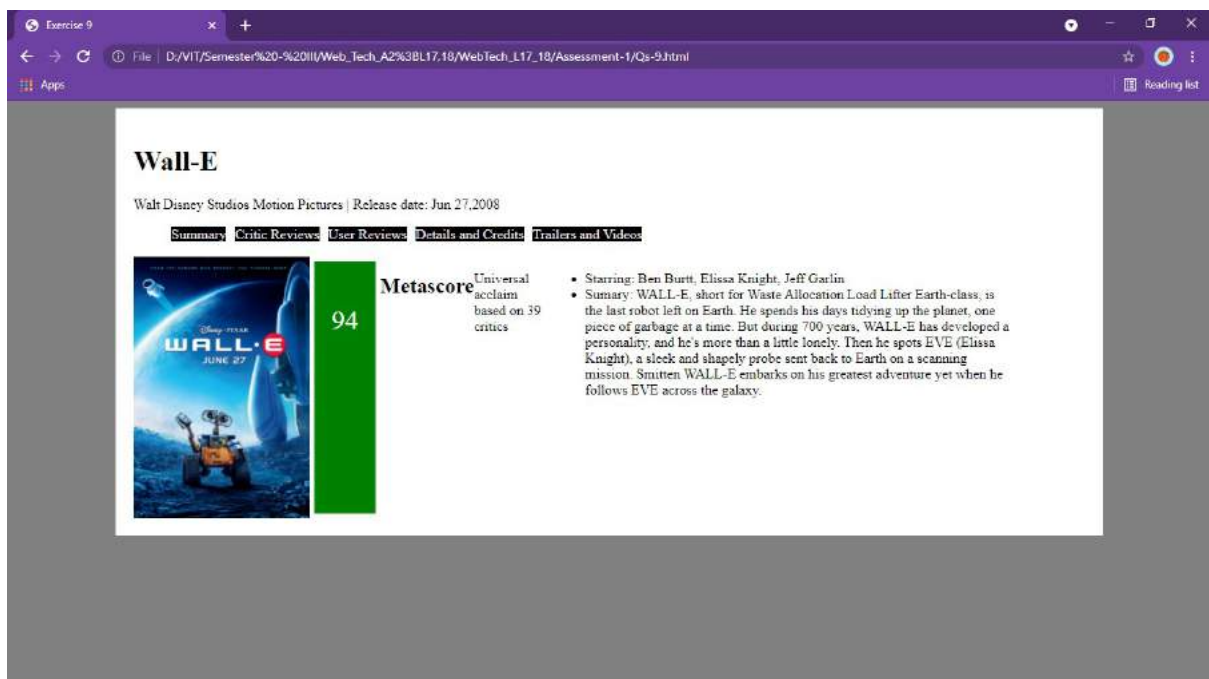 Exercise 9
File
D:/VIT/Semester%20-%20III/Web_Tech_A2%3BL17.18/WebTech_L17_18/Assessment-1/Qs-9.html
Apps
Reading list
Wall-E
Walt Disney Studios Motion Pictures | Release date: Jun 27,2008
Summary Critic Reviews User Reviews Details and Credits Trailers and Videos
Disney·PIXAR
WALL·E
JUNE 27
94
Metascore
Universal
acclaim
based on 39
critics
• Starring: Ben Burtt, Elissa Knight, Jeff Garlin
• Sumary: WALL-E, short for Waste Allocation Load Lifter Earth-class, is
the last robot left on Earth. He spends his days tidying up the planet, one
piece of garbage at a time. But during 700 years, WALL-E has developed a
personality, and he's more than a little lonely. Then he spots EVE (Elissa
Knight), a sleek and shapely probe sent back to Earth on a scanning
mission. Smitten WALL-E embarks on his greatest adventure yet when he
follows EVE across the galaxy.